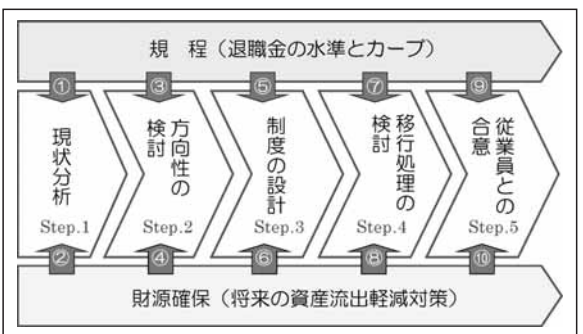 規 程（退職金の水準とカーブ）
① ③ ⑤ ⑦ ⑨
現状分析
Step.1
方向性の
検討
Step.2
制度の設計
Step.3
移行処理の
検討
Step.4
従業員との
合意
Step.5
② ④ ⑥ ⑧ ⑩
財源確保（将来の資産流出軽減対策）